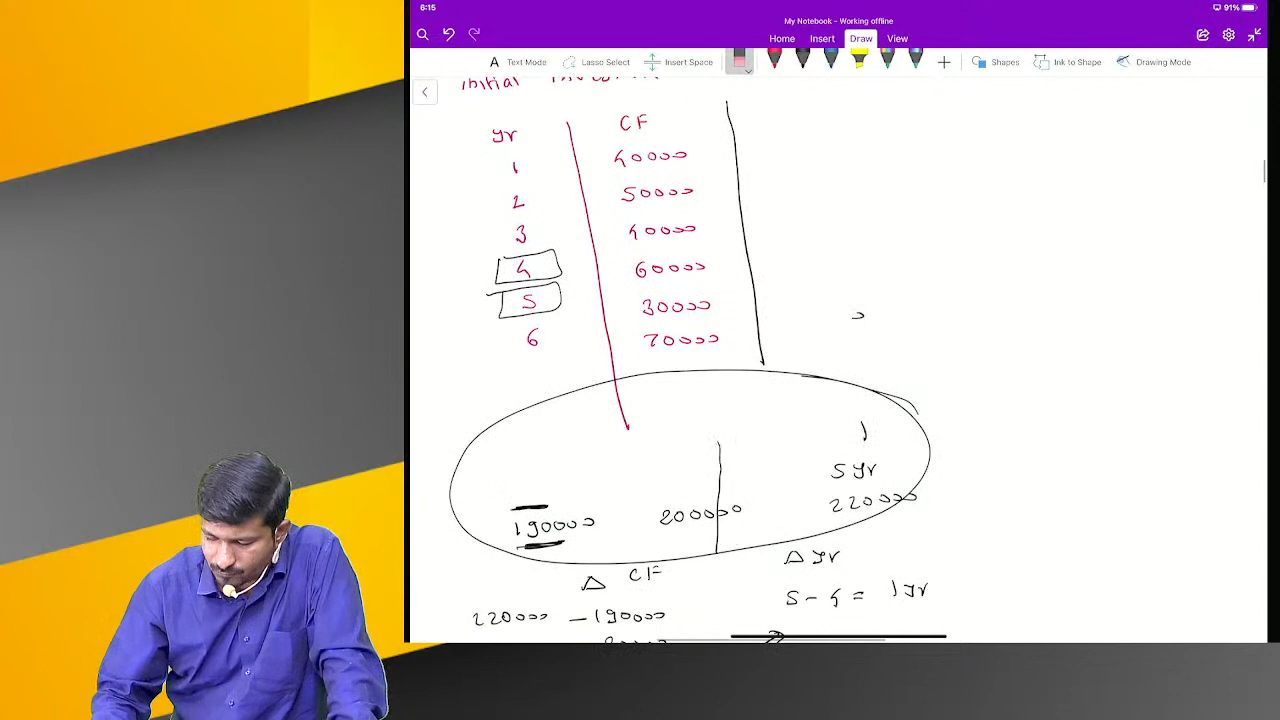 6:15
91%
My Notebook - Working offline
Home Insert Draw View
Text Mode Lasso Select Insert Space Shapes Ink to Shape Drawing Mode
Initial
yr CF
1 40000
2 50000
3 40000
4 60000
5 30000
6 70000
5 yr
190000 200000 220000
Δ CF Δ yr
220000 - 190000 5 - 4 = 1 yr